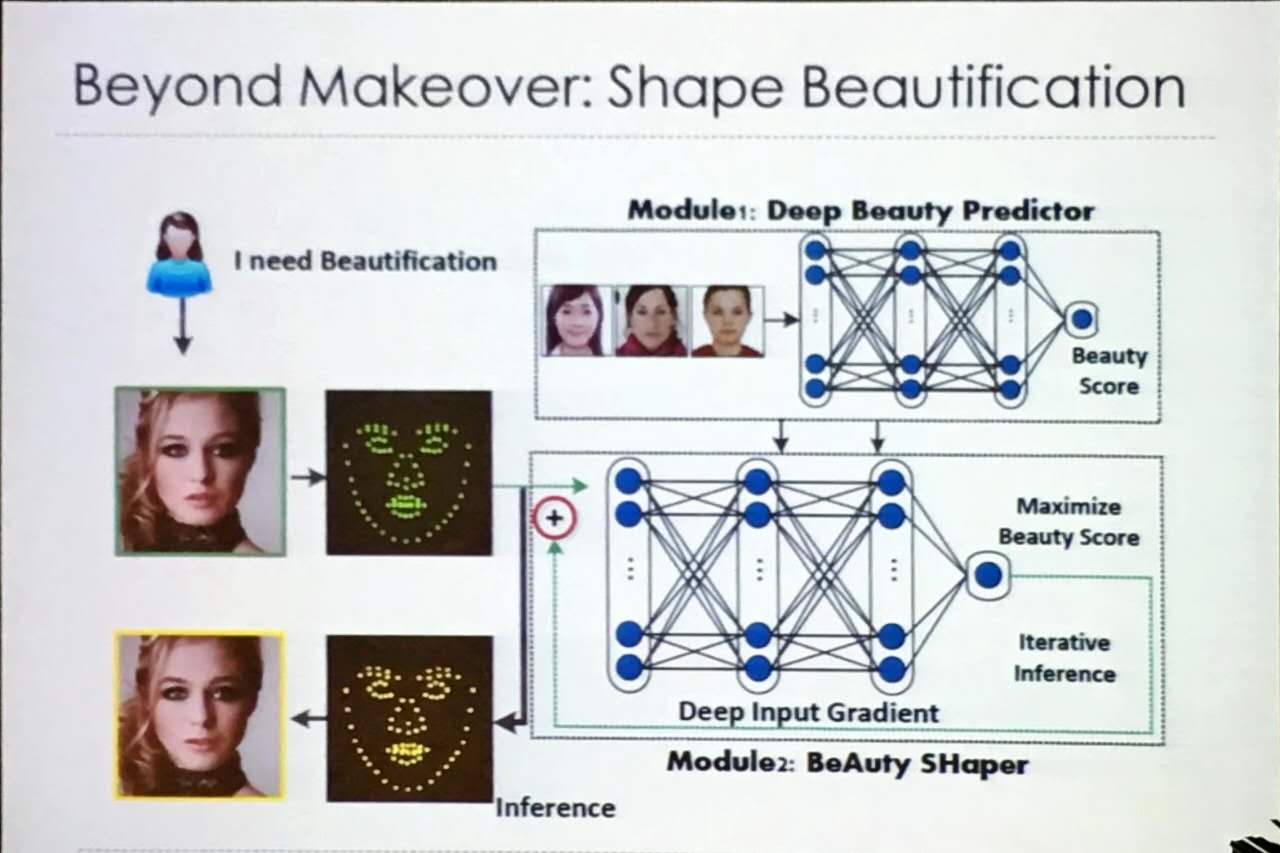 Beyond Makeover: Shape Beautification
Module1: Deep Beauty Predictor
I need Beautification
Beauty
Score
Maximize
Beauty Score
Iterative
Inference
Deep Input Gradient
Module2: BeAuty SHaper
Inference